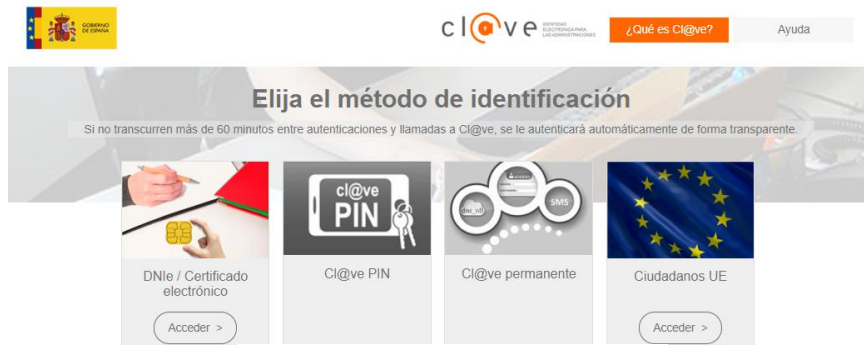 GOBIERNO
DE ESPAÑA
cl@ve
IDENTIDAD
ELECTRÓNICA PARA
LAS ADMINISTRACIONES
¿Qué es Cl@ve?
Ayuda
Elija el método de identificación
Si no transcurren más de 60 minutos entre autenticaciones y llamadas a Cl@ve, se le autenticará automáticamente de forma transparente.
cl@ve
PIN
dni_nif
SMS
DNIe / Certificado
electrónico
Cl@ve PIN
Cl@ve permanente
Ciudadanos UE
Acceder >
Acceder >